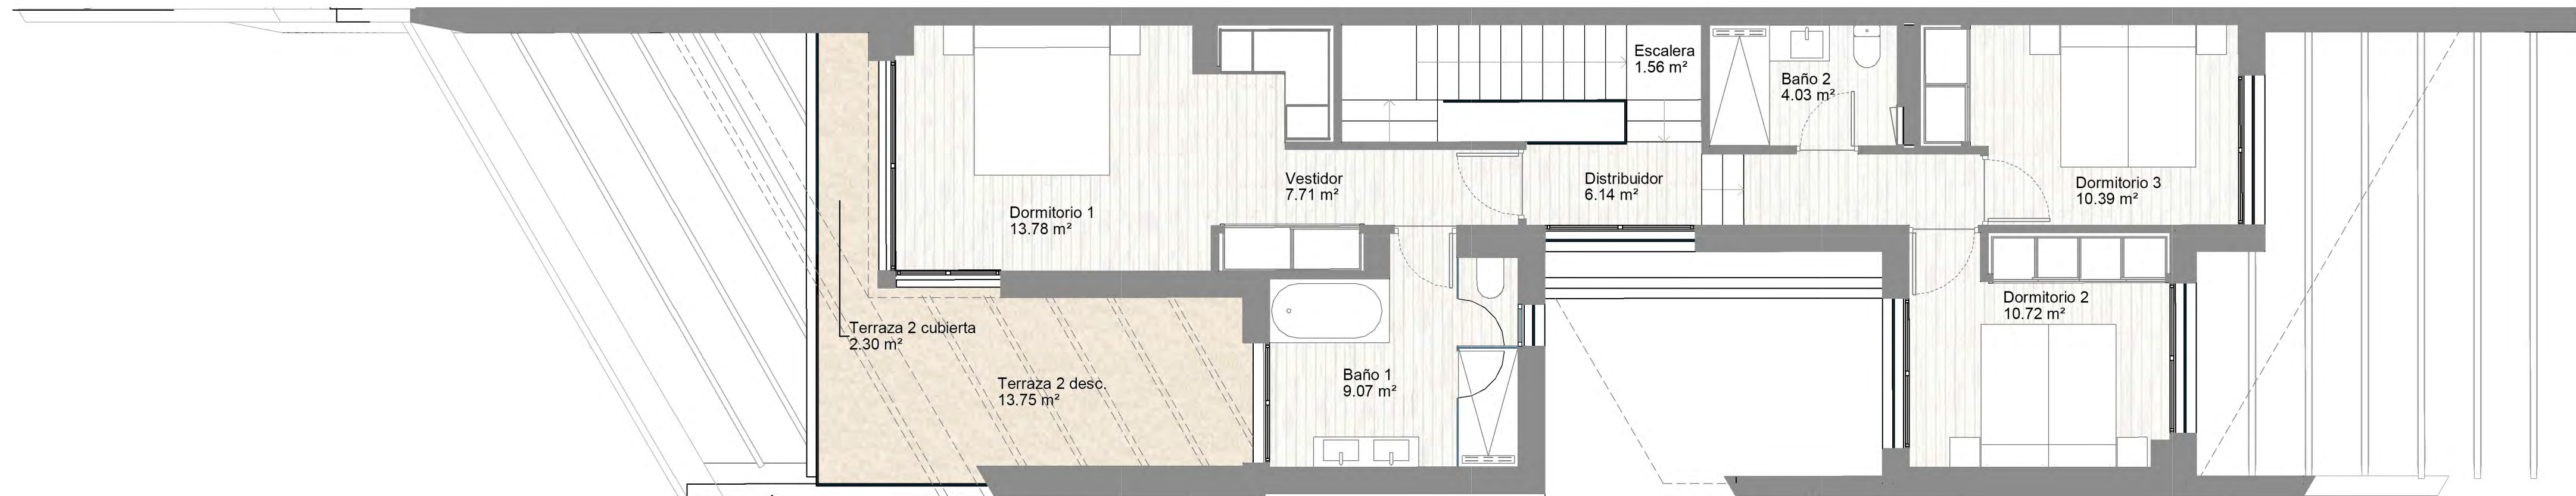 Escalera
1.56 m²
Baño 2
4.03 m²
Vestidor
7.71 m²
Distribuidor
6.14 m²
Dormitorio 3
10.39 m²
Dormitorio 1
13.78 m²
Dormitorio 2
10.72 m²
Terraza 2 cubierta
2.30 m²
Terraza 2 desc.
13.75 m²
Baño 1
9.07 m²